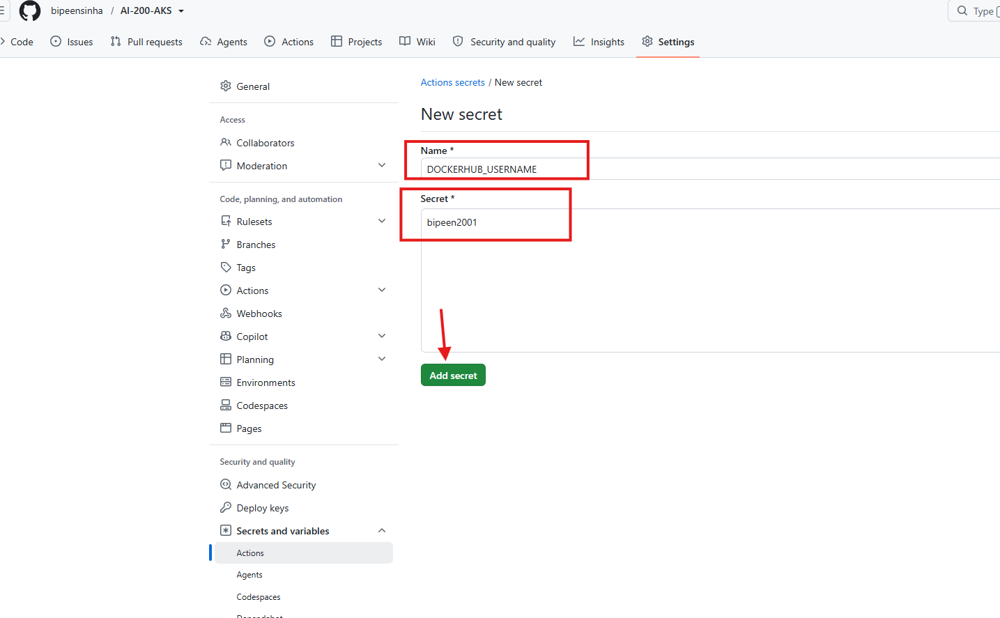 bipeensinha / AI-200-AKS
Type
Code Issues Pull requests Agents Actions Projects Wiki Security and quality Insights Settings
General
Access
Collaborators
Moderation
Code, planning, and automation
Rulesets
Branches
Tags
Actions
Webhooks
Copilot
Planning
Environments
Codespaces
Pages
Security and quality
Advanced Security
Deploy keys
Secrets and variables
Actions
Agents
Codespaces
Dependabot
Actions secrets / New secret
New secret
Name *
DOCKERHUB_USERNAME
Secret *
bipeen2001
Add secret